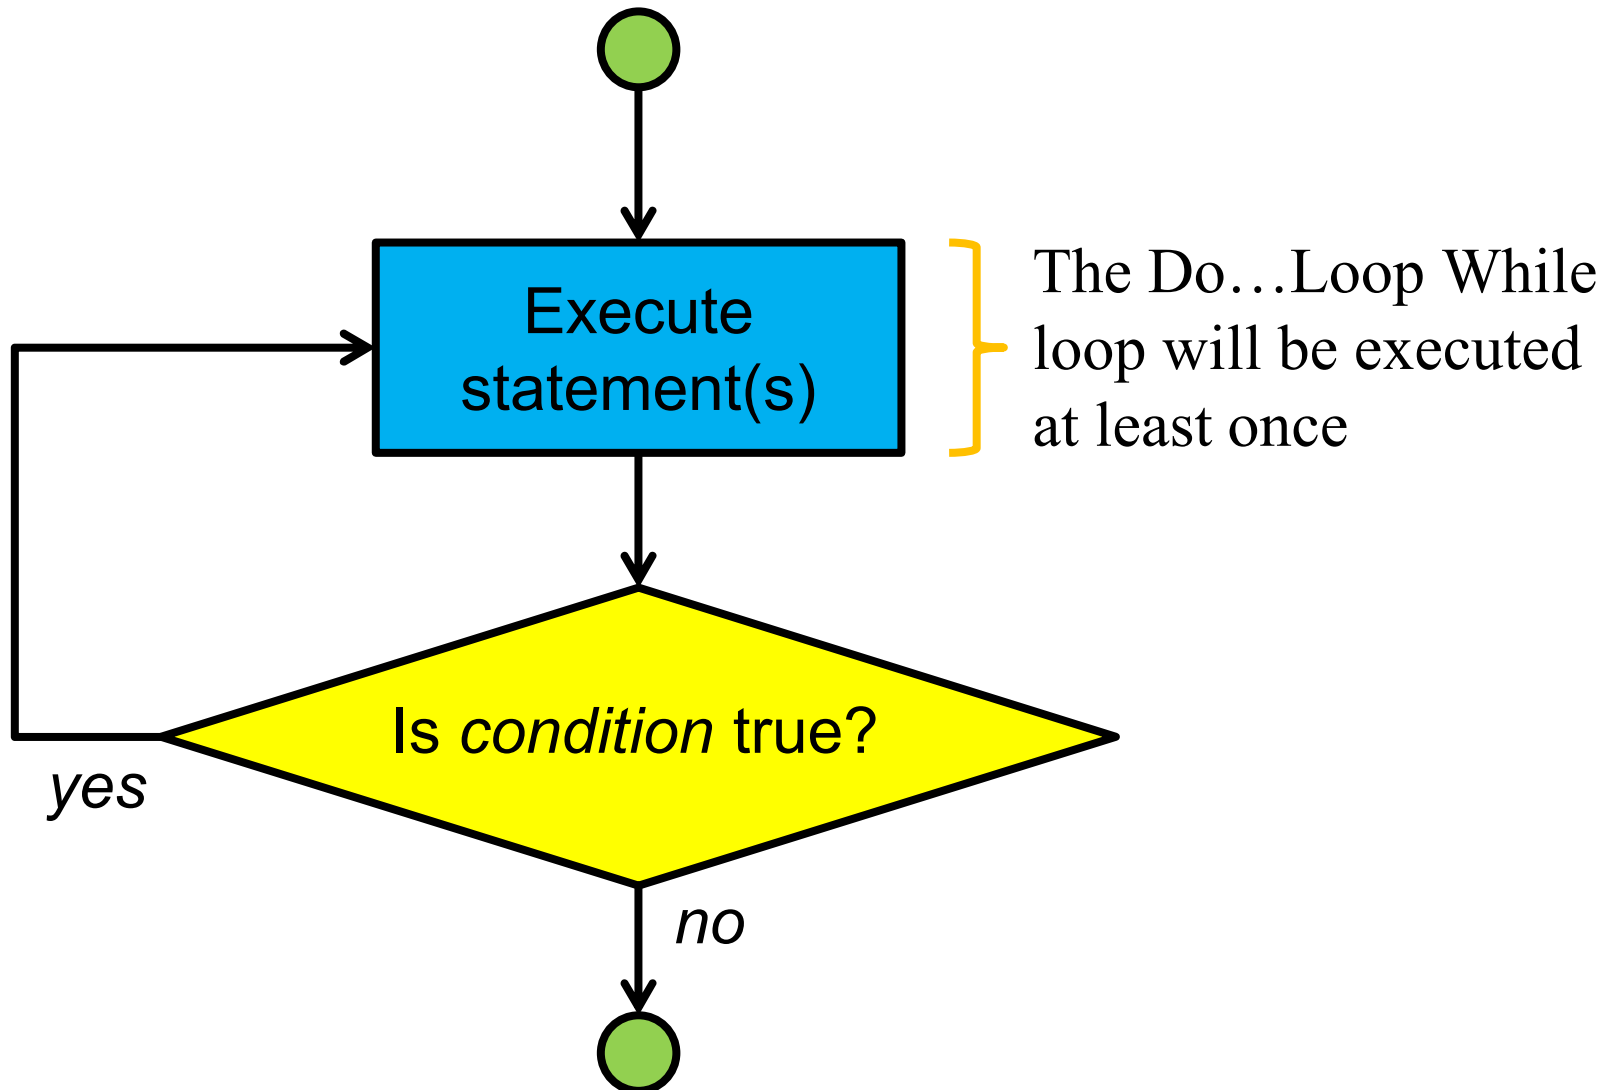 Execute
statement(s)
The Do…Loop While
loop will be executed
at least once
Is condition true?
yes
no